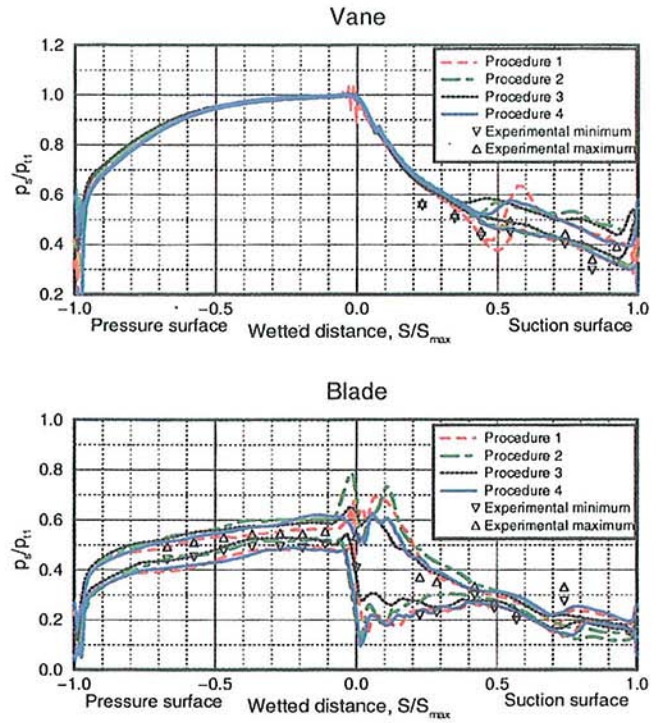 Vane
1.2
1.0
0.8
0.6
0.4
0.2
p_s/p_t1
Procedure 1
Procedure 2
Procedure 3
Procedure 4
Experimental minimum
Experimental maximum
−1.0 −0.5 0.0 0.5 1.0
Pressure surface Wetted distance, S/S_max Suction surface
Blade
1.0
0.8
0.6
0.4
0.2
0.0
p_s/p_t1
Procedure 1
Procedure 2
Procedure 3
Procedure 4
Experimental minimum
Experimental maximum
−1.0 −0.5 0.0 0.5 1.0
Pressure surface Wetted distance, S/S_max Suction surface